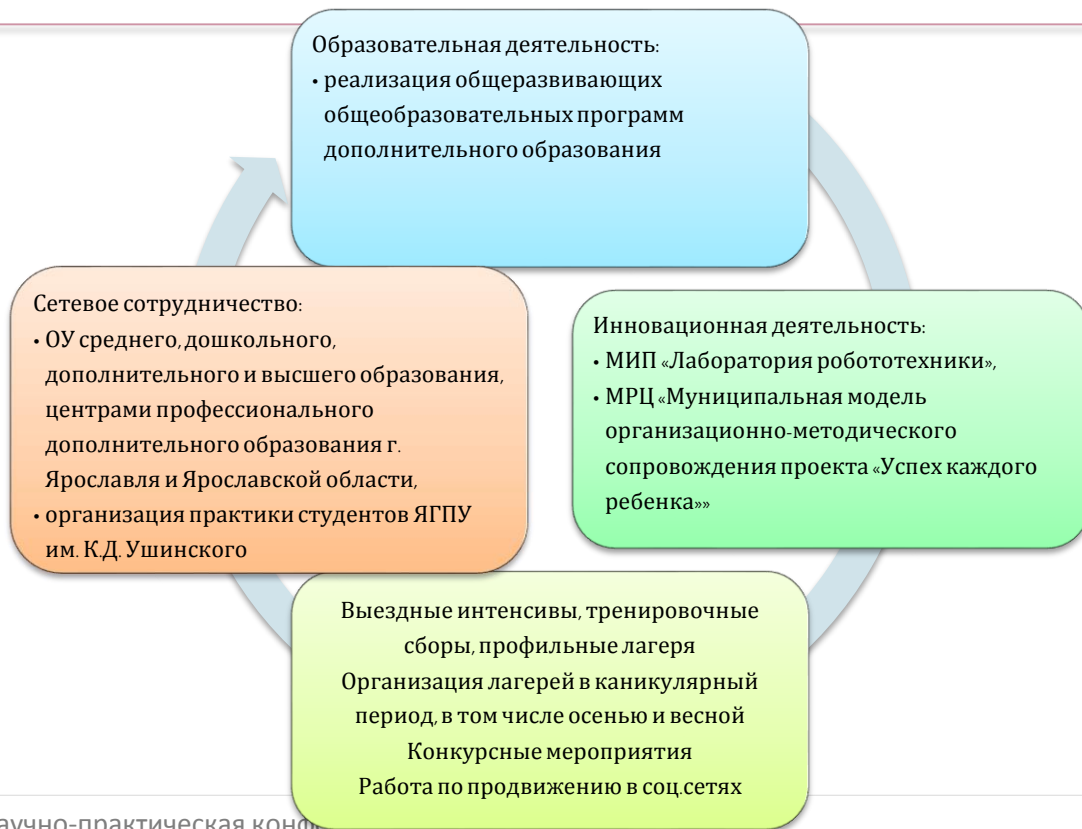 Образовательная деятельность:
• реализация общеразвивающих
общеобразовательных программ
дополнительного образования
Сетевое сотрудничество:
• ОУ среднего, дошкольного,
дополнительного и высшего образования,
центрами профессионального
дополнительного образования г.
Ярославля и Ярославской области,
• организация практики студентов ЯГПУ
им. К.Д. Ушинского
Инновационная деятельность:
• МИП «Лаборатория робототехники»,
• МРЦ «Муниципальная модель
организационно-методического
сопровождения проекта «Успех каждого
ребенка»»
Выездные интенсивы, тренировочные
сборы, профильные лагеря
Организация лагерей в каникулярный
период, в том числе осенью и весной
Конкурсные мероприятия
Работа по продвижению в соц.сетях